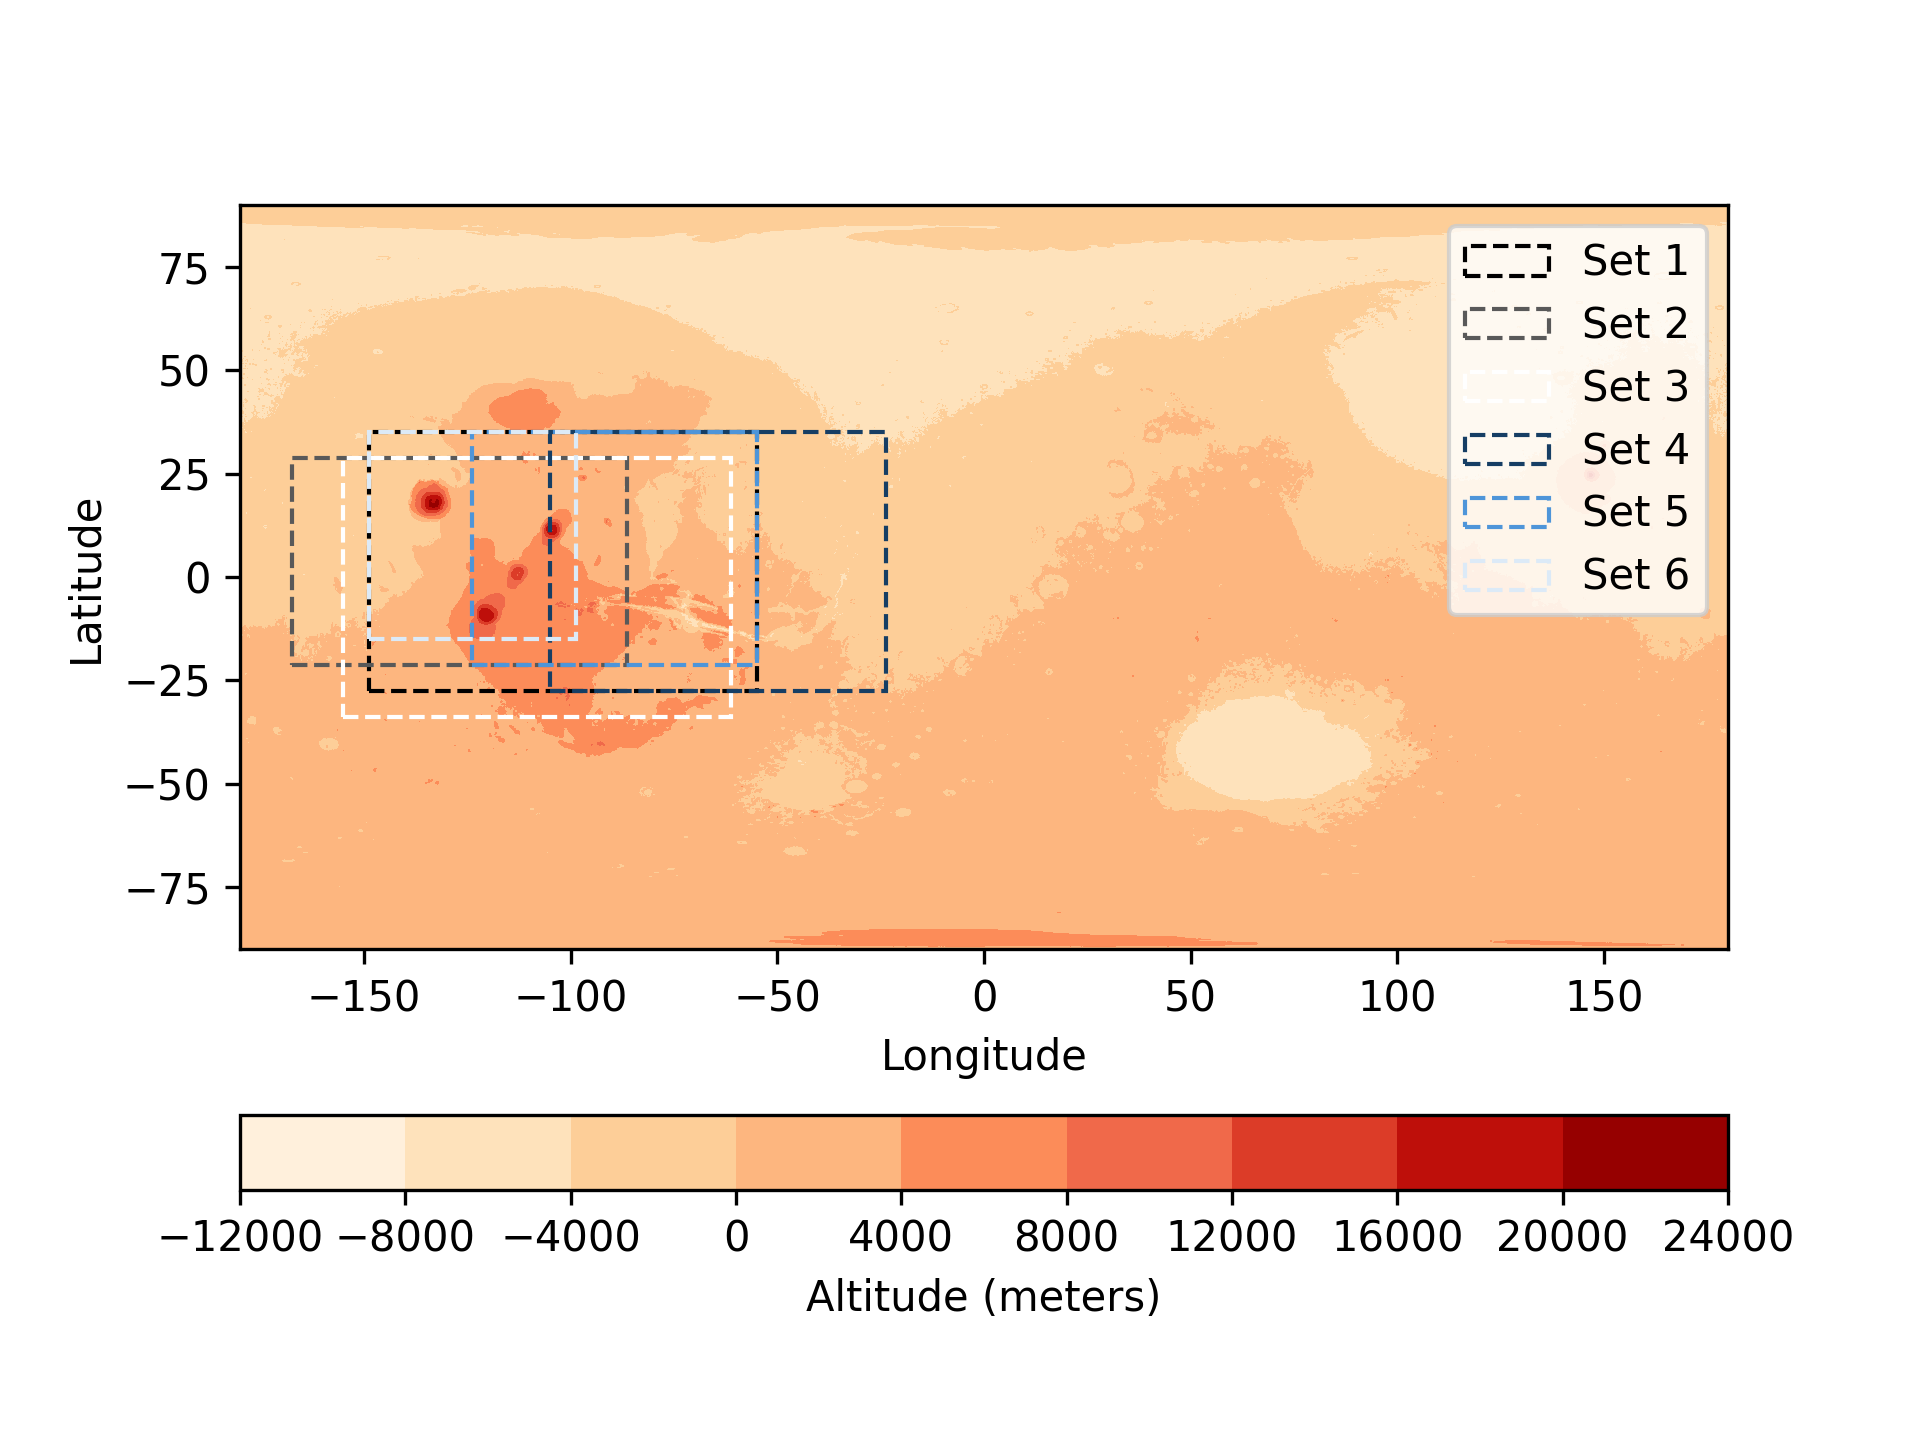 75
50
25
0
−25
−50
−75
Latitude
Set 1
Set 2
Set 3
Set 4
Set 5
Set 6
−150 −100 −50 0 50 100 150
Longitude
−12000 −8000 −4000 0 4000 8000 12000 16000 20000 24000
Altitude (meters)